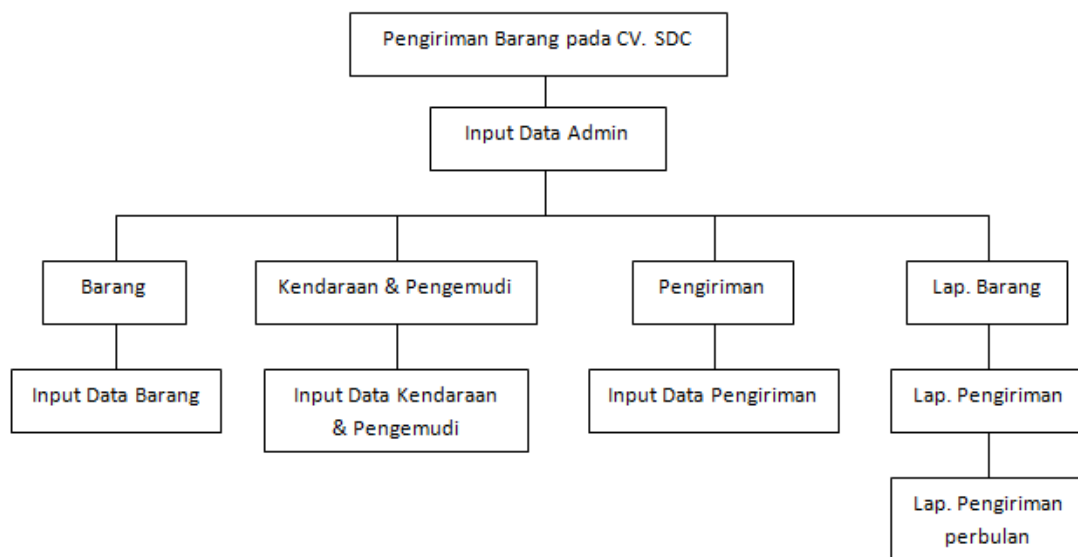 Pengiriman Barang pada CV. SDC
Input Data Admin
Barang
Kendaraan & Pengemudi
Pengiriman
Lap. Barang
Input Data Barang
Input Data Kendaraan
& Pengemudi
Input Data Pengiriman
Lap. Pengiriman
Lap. Pengiriman
perbulan